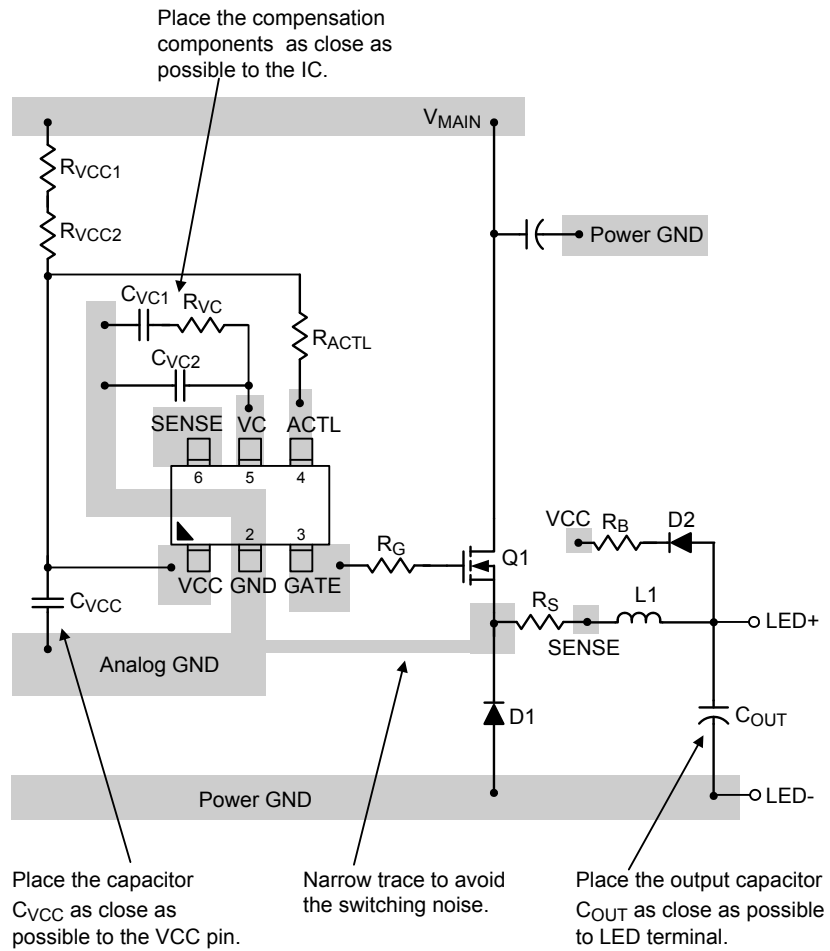 Place the compensation
components as close as
possible to the IC.
VMAIN
RVCC1
RVCC2
Power GND
CVC1
RVC
RACTL
CVC2
SENSE VC ACTL
6 5 4
2 3
VCC GND GATE
RG
Q1
VCC
RB
D2
CVCC
RS
L1
SENSE
LED+
Analog GND
D1
COUT
Power GND
LED-
Place the capacitor
CVCC as close as
possible to the VCC pin.
Narrow trace to avoid
the switching noise.
Place the output capacitor
COUT as close as possible
to LED terminal.